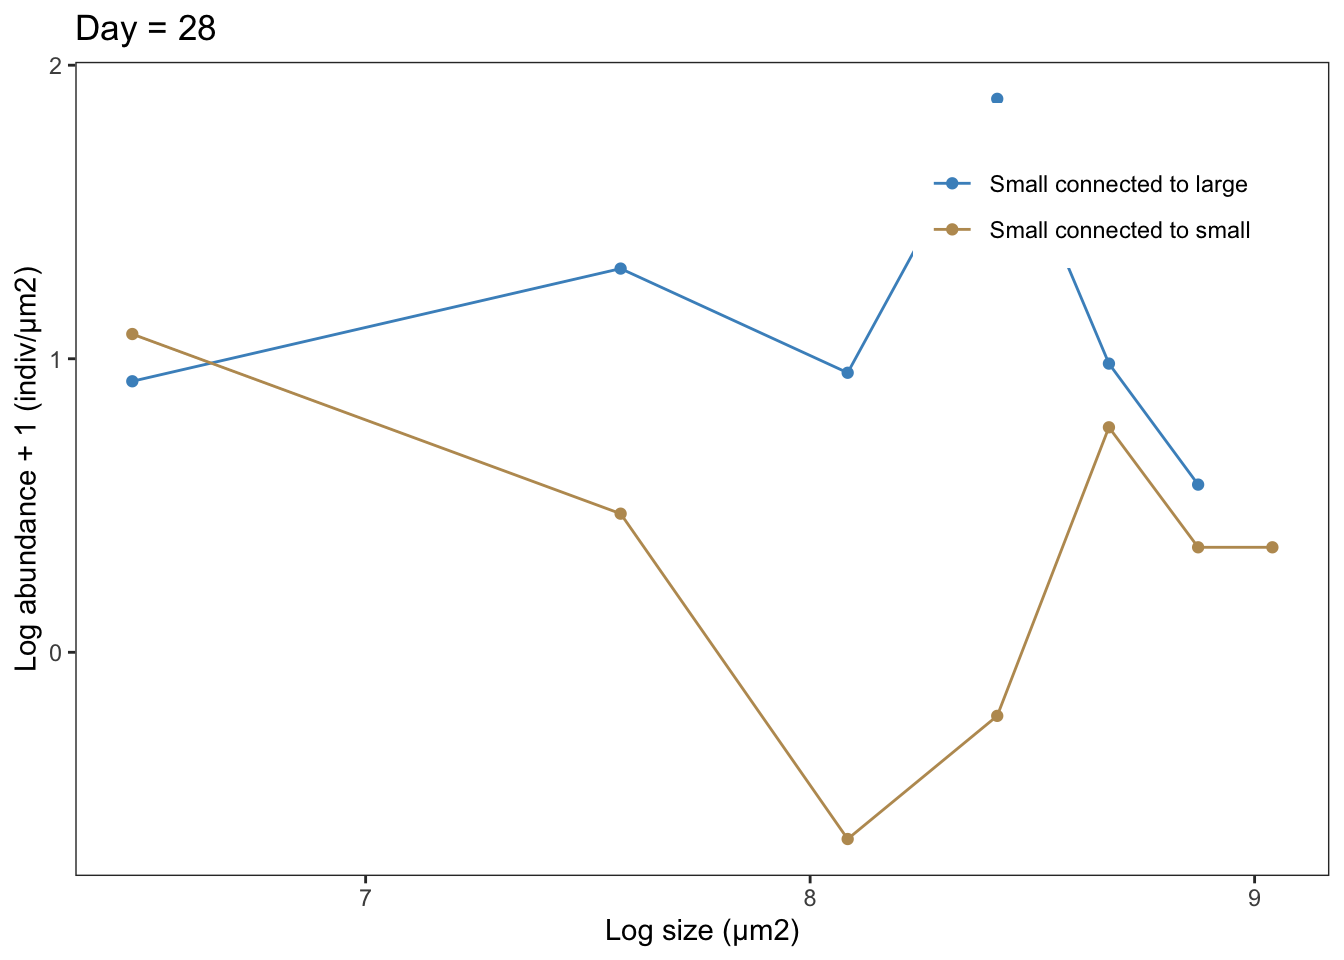 Day = 28
2
1
0
Log abundance + 1 (indiv/µm2)
Small connected to large
Small connected to small
7
8
9
Log size (µm2)